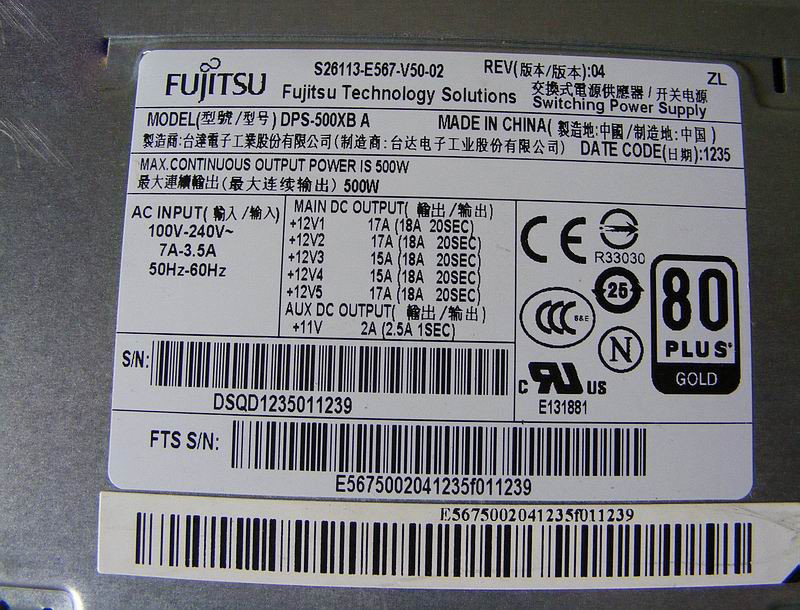 FUJITSU
S26113-E567-V50-02
REV(版本/版本):04
ZL
Fujitsu Technology Solutions
交換式電源供應器 / 开关电源
Switching Power Supply
MODEL(型號/型号) DPS-500XB A
MADE IN CHINA( 製造地:中國 / 制造地:中国 )
製造商:台達電子工業股份有限公司(制造商:台达电子工业股份有限公司)
DATE CODE(日期):1235
MAX.CONTINUOUS OUTPUT POWER IS 500W
最大連續輸出(最大连续输出) 500W
AC INPUT( 輸入 /输入)
100V-240V~
7A-3.5A
50Hz-60Hz
MAIN DC OUTPUT( 輸出/输出)
+12V1 17A (18A 20SEC)
+12V2 17A (18A 20SEC)
+12V3 15A (18A 20SEC)
+12V4 15A (18A 20SEC)
+12V5 17A (18A 20SEC)
AUX DC OUTPUT( 輸出/输出)
+11V 2A (2.5A 1SEC)
CE
R33030
25
CCC S&E
N
c RU US
E131881
80
PLUS®
GOLD
S/N:
DSQD1235011239
FTS S/N:
E5675002041235f011239
E5675002041235f011239